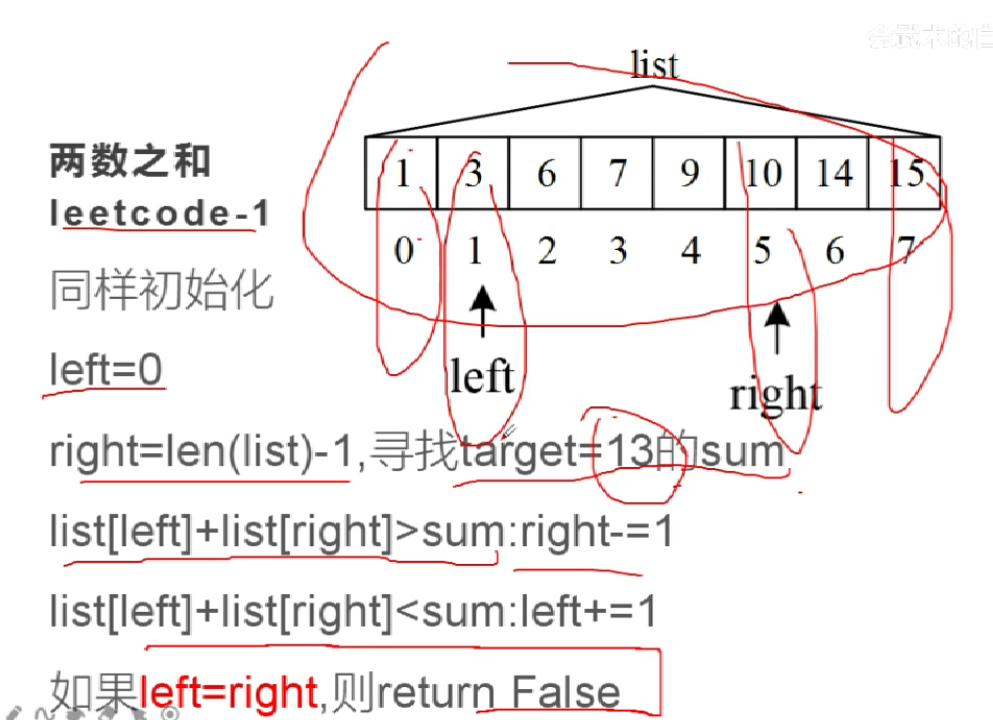 list
两数之和
1 3 6 7 9 10 14 15
leetcode-1
0 1 2 3 4 5 6 7
同样初始化
left=0
left
right
right=len(list)-1,寻找target=13的sum
list[left]+list[right]>sum:right-=1
list[left]+list[right]<sum:left+=1
如果left=right,则return False